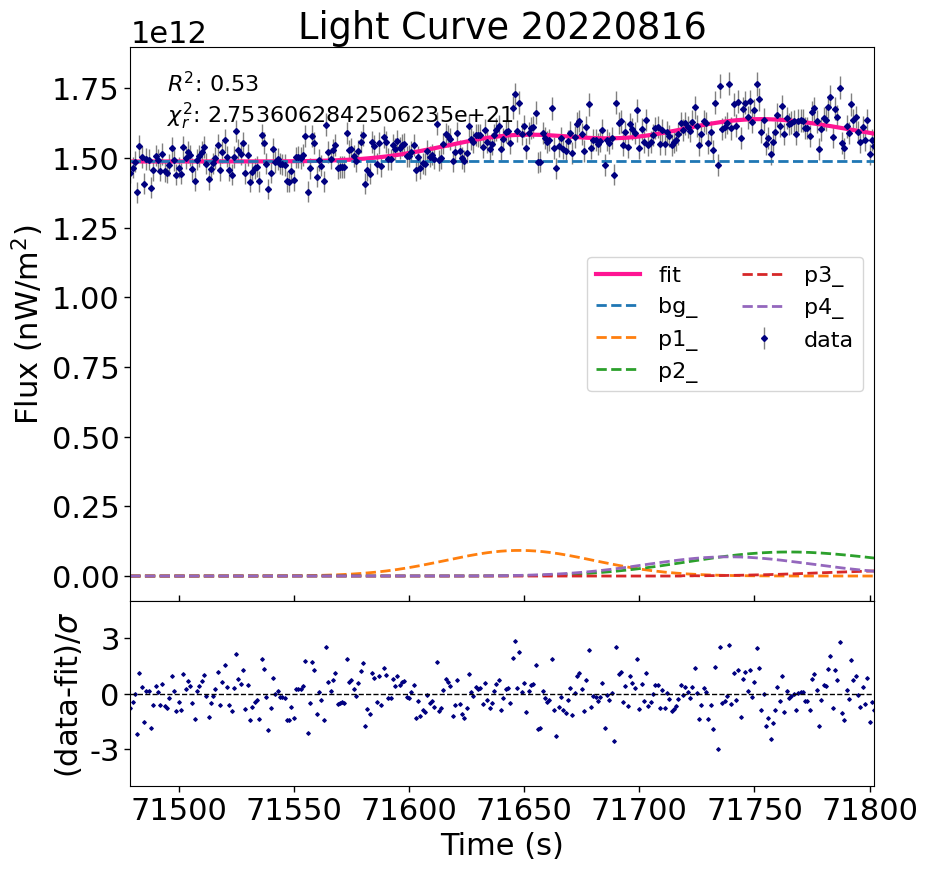 Light Curve 20220816
1e12
R²: 0.53
χ²ᵣ: 2.7536062842506235e+21
1.75
1.50
1.25
1.00
0.75
0.50
0.25
0.00
Flux (nW/m²)
fit
bg_
p1_
p2_
p3_
p4_
data
3
0
-3
(data-fit)/σ
71500 71550 71600 71650 71700 71750 71800
Time (s)